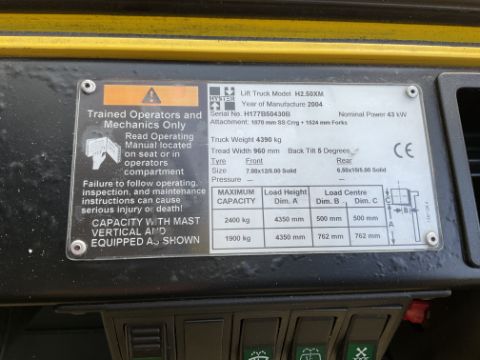 Trained Operators and
Mechanics Only
Read Operating
Manual located
on seat or in
operators
compartment
Failure to follow operating,
inspection, and maintenance
instructions can cause
serious injury or death!
CAPACITY WITH MAST
VERTICAL AND
EQUIPPED AS SHOWN
HYSTER
Lift Truck Model H2.50XM
Year of Manufacture 2004
Serial No. H177B50430B Nominal Power 43 kW
Attachment: 1070 mm SS Crrg + 1524 mm Forks
Truck Weight 4390 kg
Tread Width 960 mm Back Tilt 5 Degrees
Tyre Front Rear
Size 7.00x12/5.00 Solid 6.00x10/5.00 Solid
Pressure — —
CE
MAXIMUM CAPACITY Load Height Dim. A Load Centre Dim. B Dim. C
2400 kg 4350 mm 500 mm 500 mm
1900 kg 4350 mm 762 mm 762 mm
A
B
C